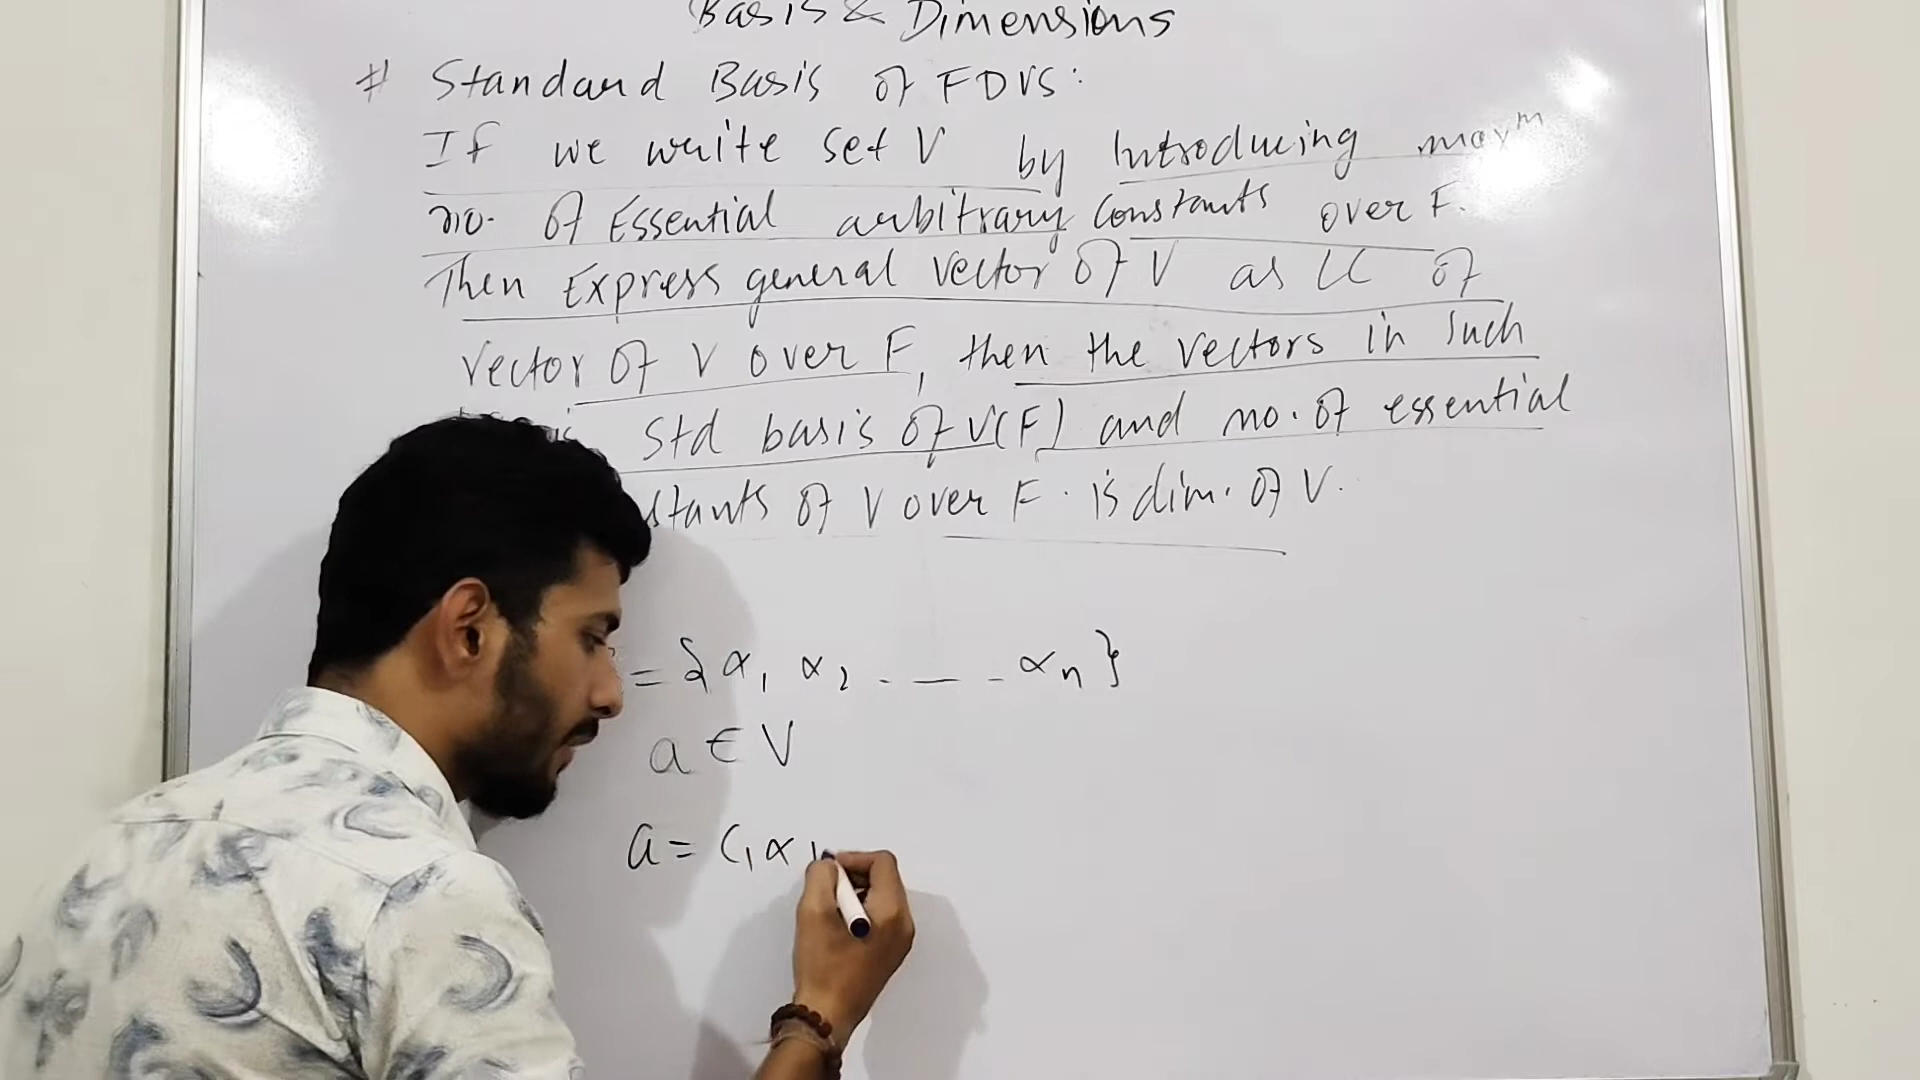 Basis & Dimensions
# Standard Basis of FDVS:
If we write set V by Introducing maxᵐ
no. of Essential arbitrary constants over F.
Then Express general vector of V as LC of
vector of V over F, then the vectors in such
is Std basis of V(F) and no. of essential
stants of V over F. is dim. of V.
= {α₁ α₂ . __ . αₙ}
a ∈ V
a = C₁α₁